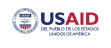 USAID
DEL PUEBLO DE LOS ESTADOS
UNIDOS DE AMÉRICA